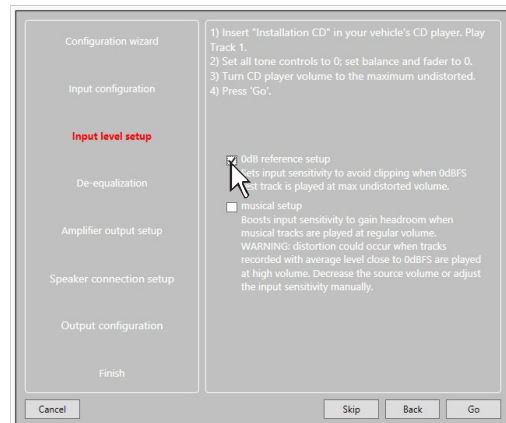 Configuration wizard
Input configuration
Input level setup
De-equalization
Amplifier output setup
Speaker connection setup
Output configuration
Finish
1) Insert "Installation CD" in your vehicle's CD player. Play
Track 1.
2) Set all tone controls to 0; set balance and fader to 0.
3) Turn CD player volume to the maximum undistorted.
4) Press 'Go'.
0dB reference setup
Sets input sensitivity to avoid clipping when 0dBFS
track is played at max undistorted volume.
musical setup
Boosts input sensitivity to gain headroom when
musical tracks are played at regular volume.
WARNING: distortion could occur when tracks
recorded with average level close to 0dBFS are played
at high volume. Decrease the source volume or adjust
the input sensitivity manually.
Cancel
Skip
Back
Go